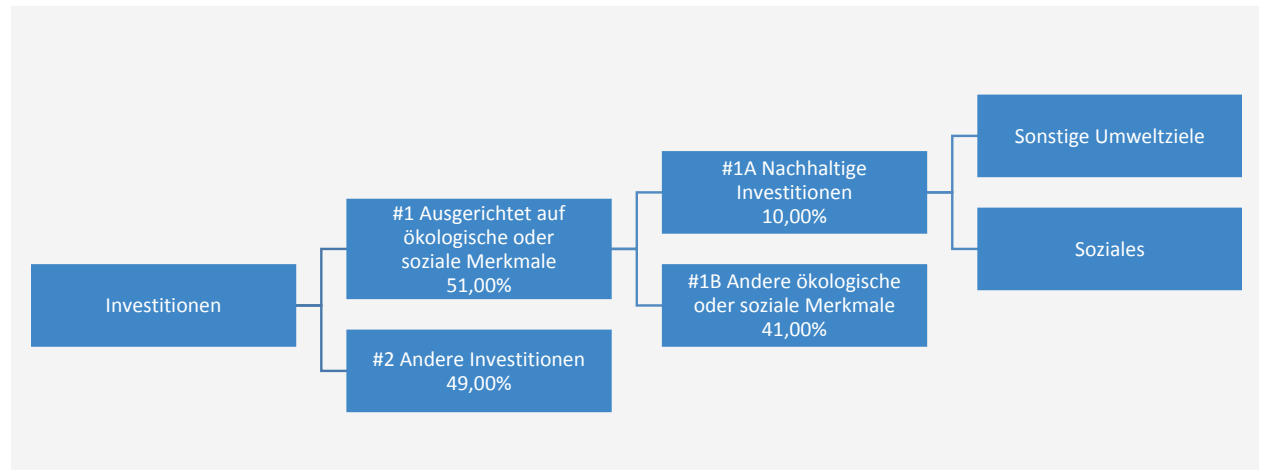 Investitionen
#1 Ausgerichtet auf
ökologische oder
soziale Merkmale
51,00%
#2 Andere Investitionen
49,00%
#1A Nachhaltige
Investitionen
10,00%
#1B Andere ökologische
oder soziale Merkmale
41,00%
Sonstige Umweltziele
Soziales